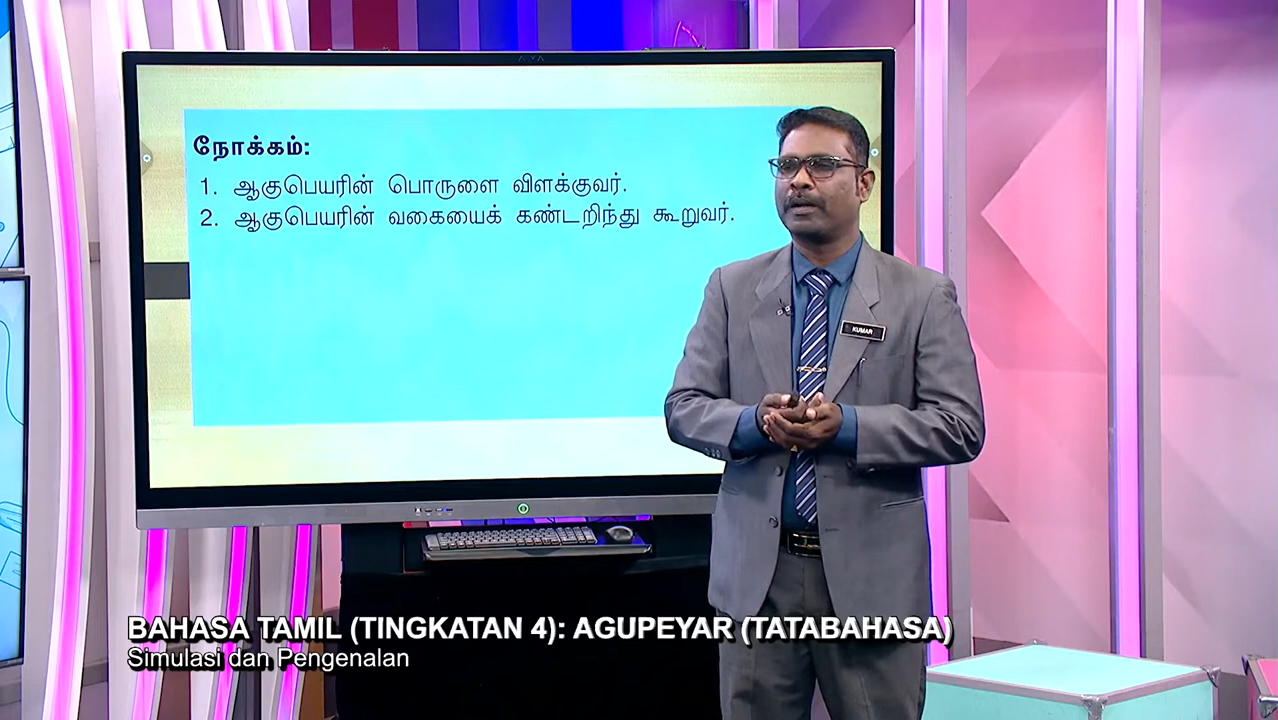 நோக்கம்:
1. ஆகுபெயரின் பொருளை விளக்குவர்.
2. ஆகுபெயரின் வகையைக் கண்டறிந்து கூறுவர்.
KUMAR
BAHASA TAMIL (TINGKATAN 4): AGUPEYAR (TATABAHASA)
Simulasi dan Pengenalan